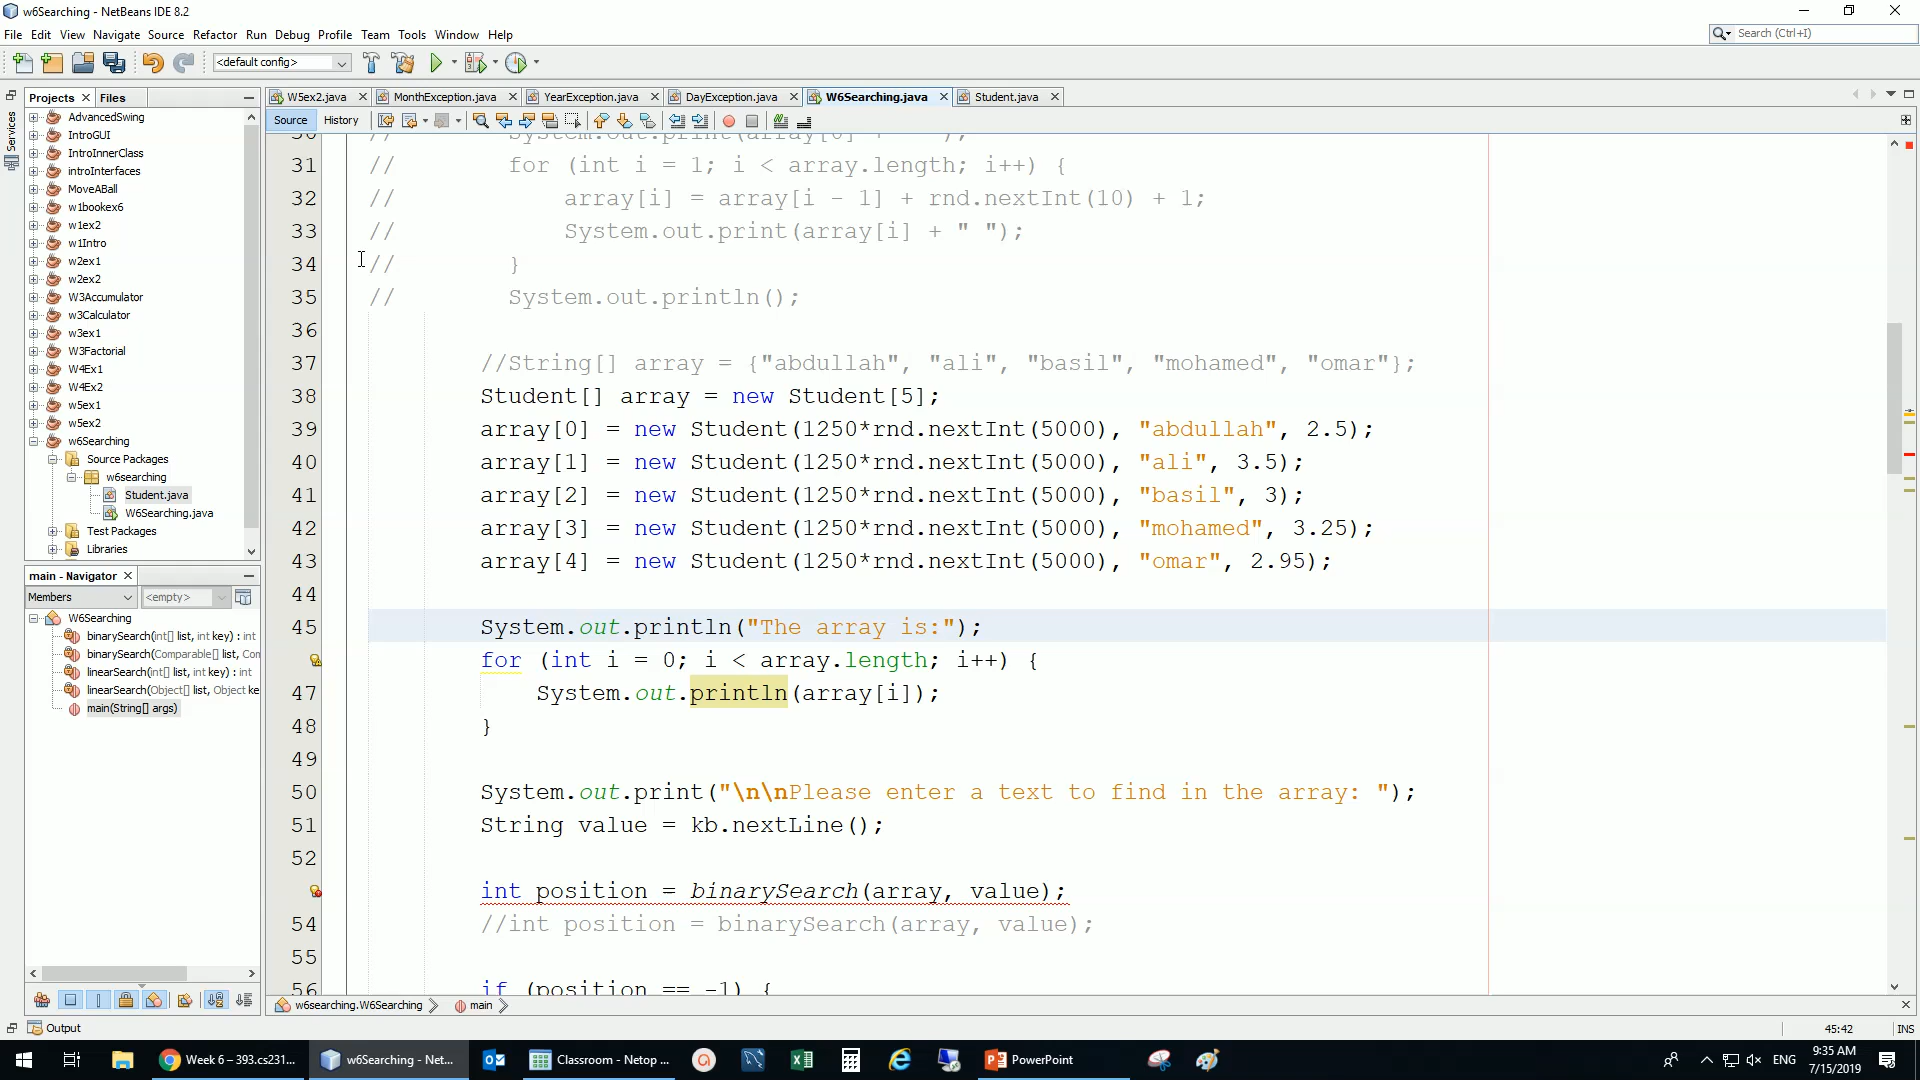 w6Searching - NetBeans IDE 8.2
File Edit View Navigate Source Refactor Run Debug Profile Team Tools Window Help
Search (Ctrl+I)
<default config>
Projects Files
W5ex2.java MonthException.java YearException.java DayException.java W6Searching.java Student.java
Services
Source History
AdvancedSwing
IntroGUI
IntroInnerClass
introInterfaces
MoveABall
w1bookex6
w1ex2
w1Intro
w2ex1
w2ex2
W3Accumulator
w3Calculator
w3ex1
W3Factorial
W4Ex1
W4Ex2
w5ex1
w5ex2
w6Searching
Source Packages
w6searching
Student.java
W6Searching.java
Test Packages
Libraries
main - Navigator
Members <empty>
W6Searching
binarySearch(int[] list, int key) : int
binarySearch(Comparable[] list, Con
linearSearch(int[] list, int key) : int
linearSearch(Object[] list, Object ke
main(String[] args)
30 // System.out.print(array[0] + " ");
31 // for (int i = 1; i < array.length; i++) {
32 // array[i] = array[i - 1] + rnd.nextInt(10) + 1;
33 // System.out.print(array[i] + " ");
34 // }
35 // System.out.println();
36
37 //String[] array = {"abdullah", "ali", "basil", "mohamed", "omar"};
38 Student[] array = new Student[5];
39 array[0] = new Student(1250*rnd.nextInt(5000), "abdullah", 2.5);
40 array[1] = new Student(1250*rnd.nextInt(5000), "ali", 3.5);
41 array[2] = new Student(1250*rnd.nextInt(5000), "basil", 3);
42 array[3] = new Student(1250*rnd.nextInt(5000), "mohamed", 3.25);
43 array[4] = new Student(1250*rnd.nextInt(5000), "omar", 2.95);
44
45 System.out.println("The array is:");
for (int i = 0; i < array.length; i++) {
47 System.out.println(array[i]);
48 }
49
50 System.out.print("\n\nPlease enter a text to find in the array: ");
51 String value = kb.nextLine();
52
int position = binarySearch(array, value);
54 //int position = binarySearch(array, value);
55
56 if (position == -1) {
w6searching.W6Searching main
Output
45:42 INS
Week 6 – 393.cs231... w6Searching - Net... Classroom - Netop ... PowerPoint
ENG
9:35 AM
7/15/2019